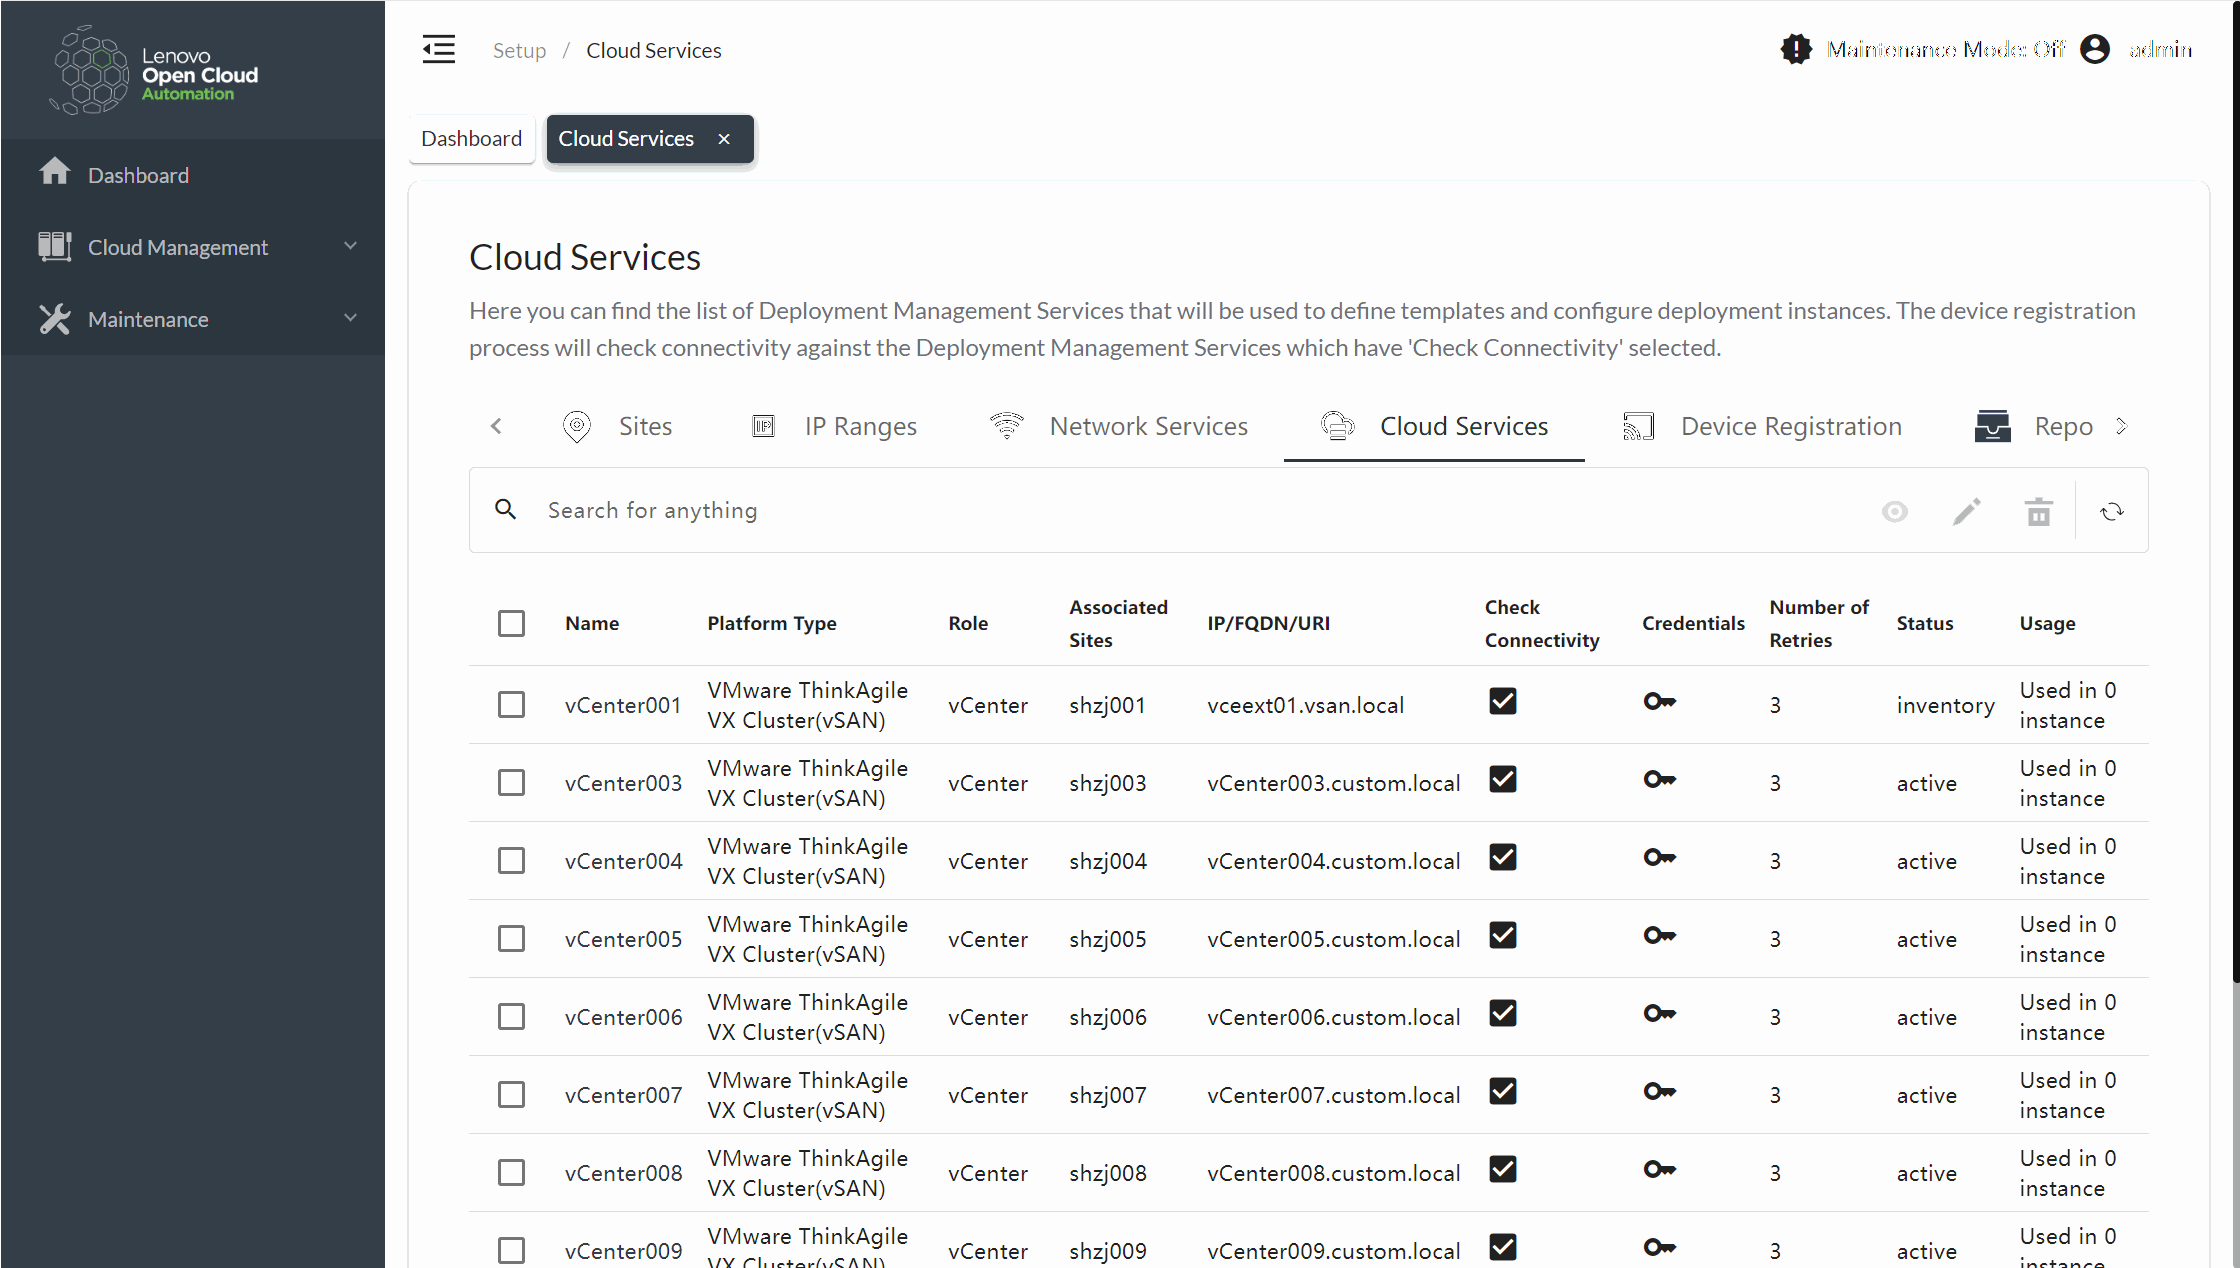 Lenovo
Open Cloud
Automation
Dashboard
Cloud Management
Maintenance
Setup / Cloud Services
Maintenance Mode: Off admin
Dashboard Cloud Services ×
Cloud Services
Here you can find the list of Deployment Management Services that will be used to define templates and configure deployment instances. The device registration
process will check connectivity against the Deployment Management Services which have 'Check Connectivity' selected.
Sites IP IP Ranges Network Services Cloud Services Device Registration Repo
Search for anything
Name Platform Type Role Associated Sites IP/FQDN/URI Check Connectivity Credentials Number of Retries Status Usage
vCenter001 VMware ThinkAgile VX Cluster(vSAN) vCenter shzj001 vceext01.vsan.local 3 inventory Used in 0 instance
vCenter003 VMware ThinkAgile VX Cluster(vSAN) vCenter shzj003 vCenter003.custom.local 3 active Used in 0 instance
vCenter004 VMware ThinkAgile VX Cluster(vSAN) vCenter shzj004 vCenter004.custom.local 3 active Used in 0 instance
vCenter005 VMware ThinkAgile VX Cluster(vSAN) vCenter shzj005 vCenter005.custom.local 3 active Used in 0 instance
vCenter006 VMware ThinkAgile VX Cluster(vSAN) vCenter shzj006 vCenter006.custom.local 3 active Used in 0 instance
vCenter007 VMware ThinkAgile VX Cluster(vSAN) vCenter shzj007 vCenter007.custom.local 3 active Used in 0 instance
vCenter008 VMware ThinkAgile VX Cluster(vSAN) vCenter shzj008 vCenter008.custom.local 3 active Used in 0 instance
vCenter009 VMware ThinkAgile VX Cluster(vSAN) vCenter shzj009 vCenter009.custom.local 3 active Used in 0 instance